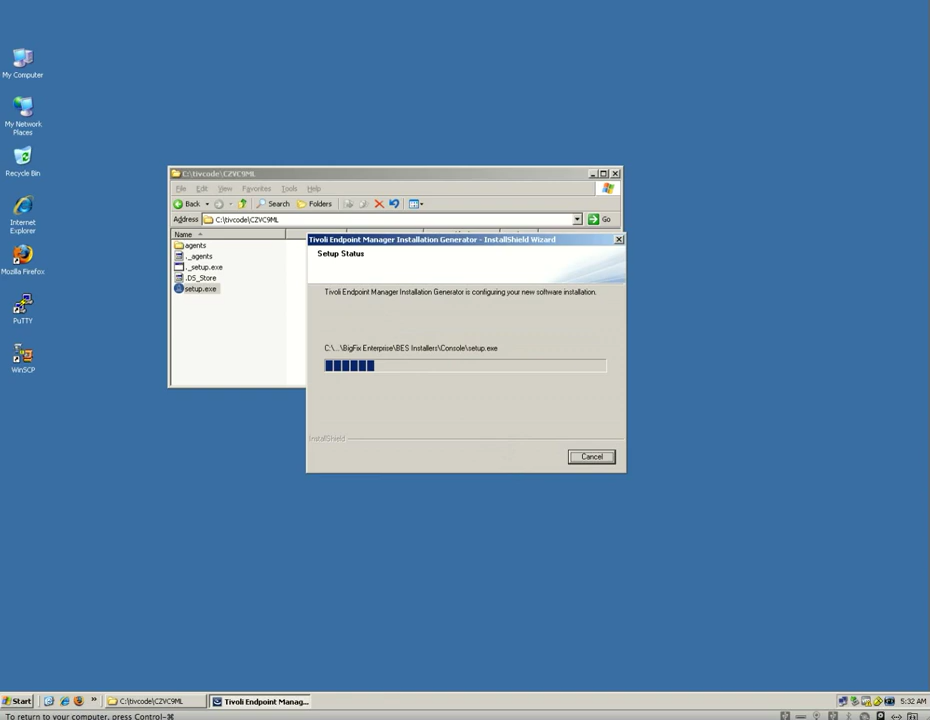 My Computer
My Network
Places
Recycle Bin
Internet
Explorer
Mozilla Firefox
PuTTY
WinSCP
C:\tivcode\CZVC9ML
File Edit View Favorites Tools Help
Back Search Folders
Address C:\tivcode\CZVC9ML Go
Name
agents
._agents
._setup.exe
.DS_Store
setup.exe
Tivoli Endpoint Manager Installation Generator - InstallShield Wizard
Setup Status
Tivoli Endpoint Manager Installation Generator is configuring your new software installation.
C:\...\BigFix Enterprise\BES Installers\Console\setup.exe
InstallShield
Cancel
Start » C:\tivcode\CZVC9ML Tivoli Endpoint Manag... 5:32 AM
To return to your computer, press Control-⌘